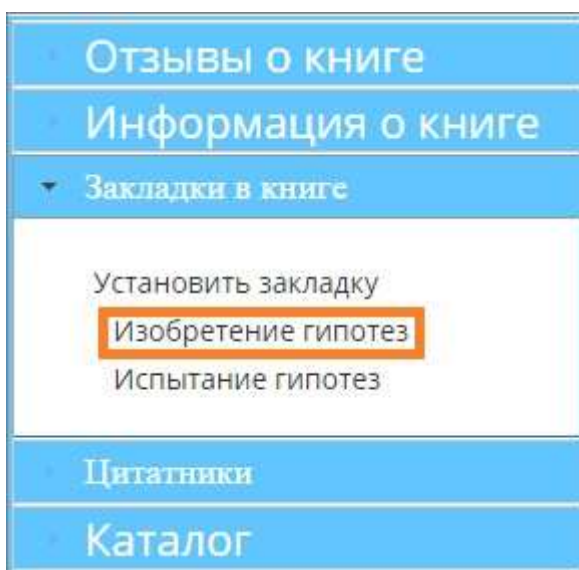 Отзывы о книге
Информация о книге
Закладки в книге
Установить закладку
Изобретение гипотез
Испытание гипотез
Цитатники
Каталог